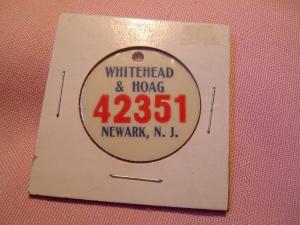 WHITEHEAD
& HOAG
42351
NEWARK, N. J.